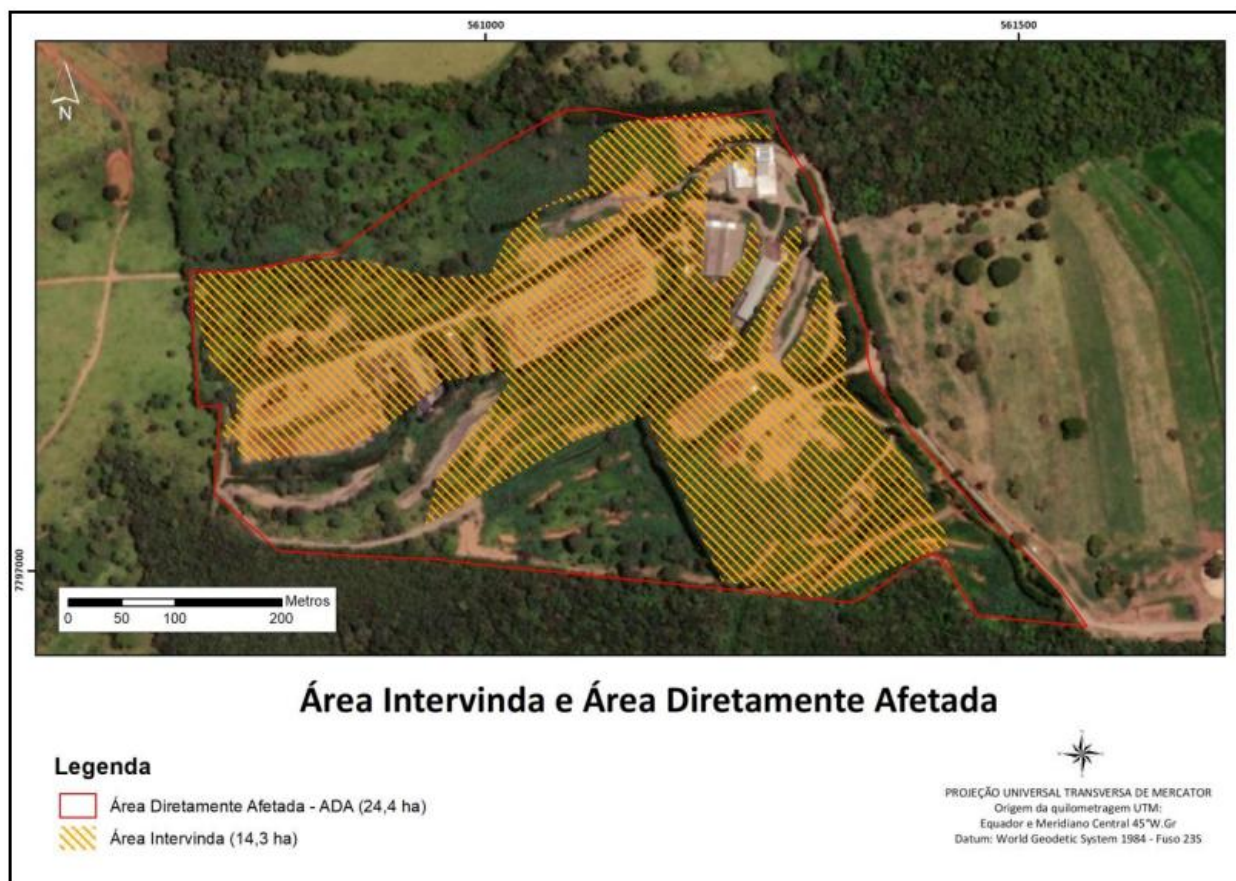 561000
561500
N
7797000
Metros
0 50 100 200
Área Intervinda e Área Diretamente Afetada
Legenda
Área Diretamente Afetada - ADA (24,4 ha)
Área Intervinda (14,3 ha)
PROJEÇÃO UNIVERSAL TRANSVERSA DE MERCATOR
Origem da quilometragem UTM:
Equador e Meridiano Central 45°W.Gr
Datum: World Geodetic System 1984 - Fuso 23S